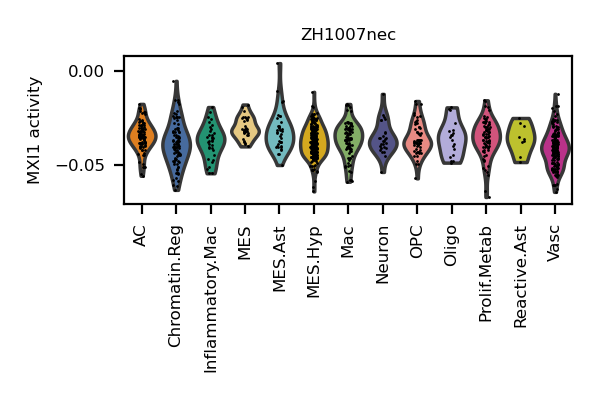 ZH1007nec
MXI1 activity
0.00
−0.05
AC
Chromatin.Reg
Inflammatory.Mac
MES
MES.Ast
MES.Hyp
Mac
Neuron
OPC
Oligo
Prolif.Metab
Reactive.Ast
Vasc